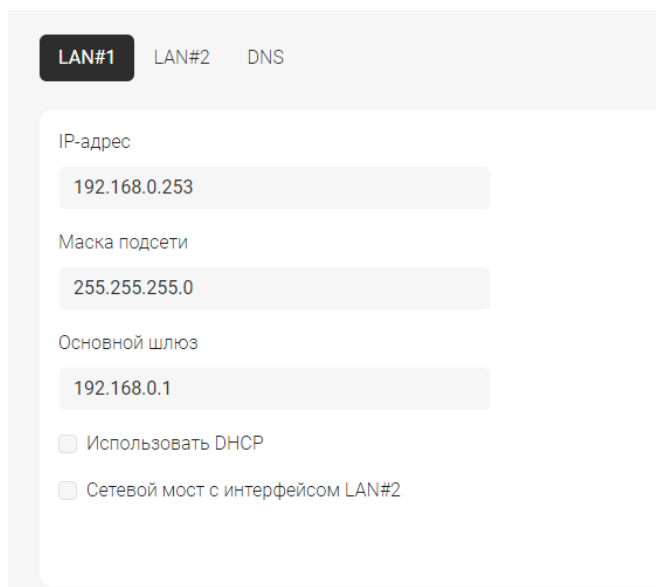 LAN#1 LAN#2 DNS
IP-адрес
192.168.0.253
Маска подсети
255.255.255.0
Основной шлюз
192.168.0.1
Использовать DHCP
Сетевой мост с интерфейсом LAN#2